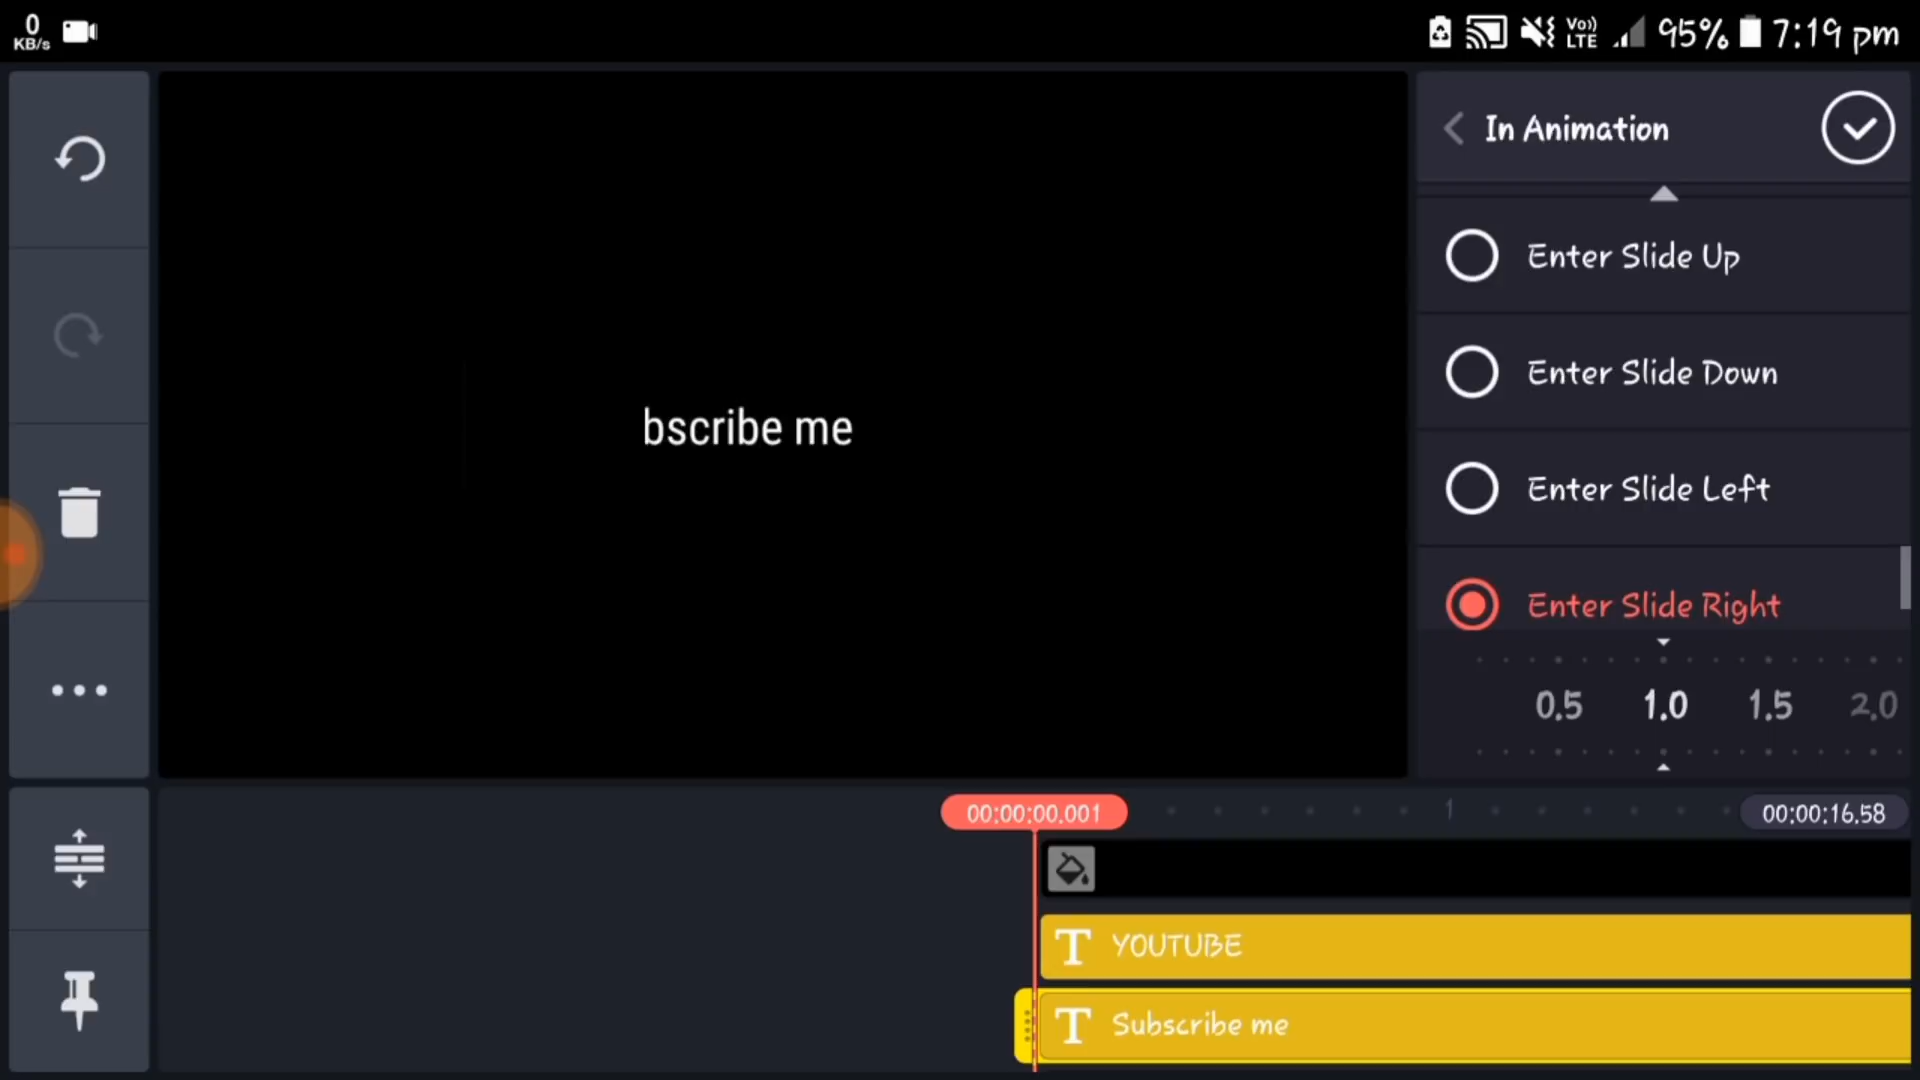 0
KB/s
Vo))
LTE
95%
7:19 pm
In Animation
Enter Slide Up
Enter Slide Down
Enter Slide Left
Enter Slide Right
bscribe me
0.5 1.0 1.5 2.0
00:00:00.001
00:00:16.58
T YOUTUBE
T Subscribe me